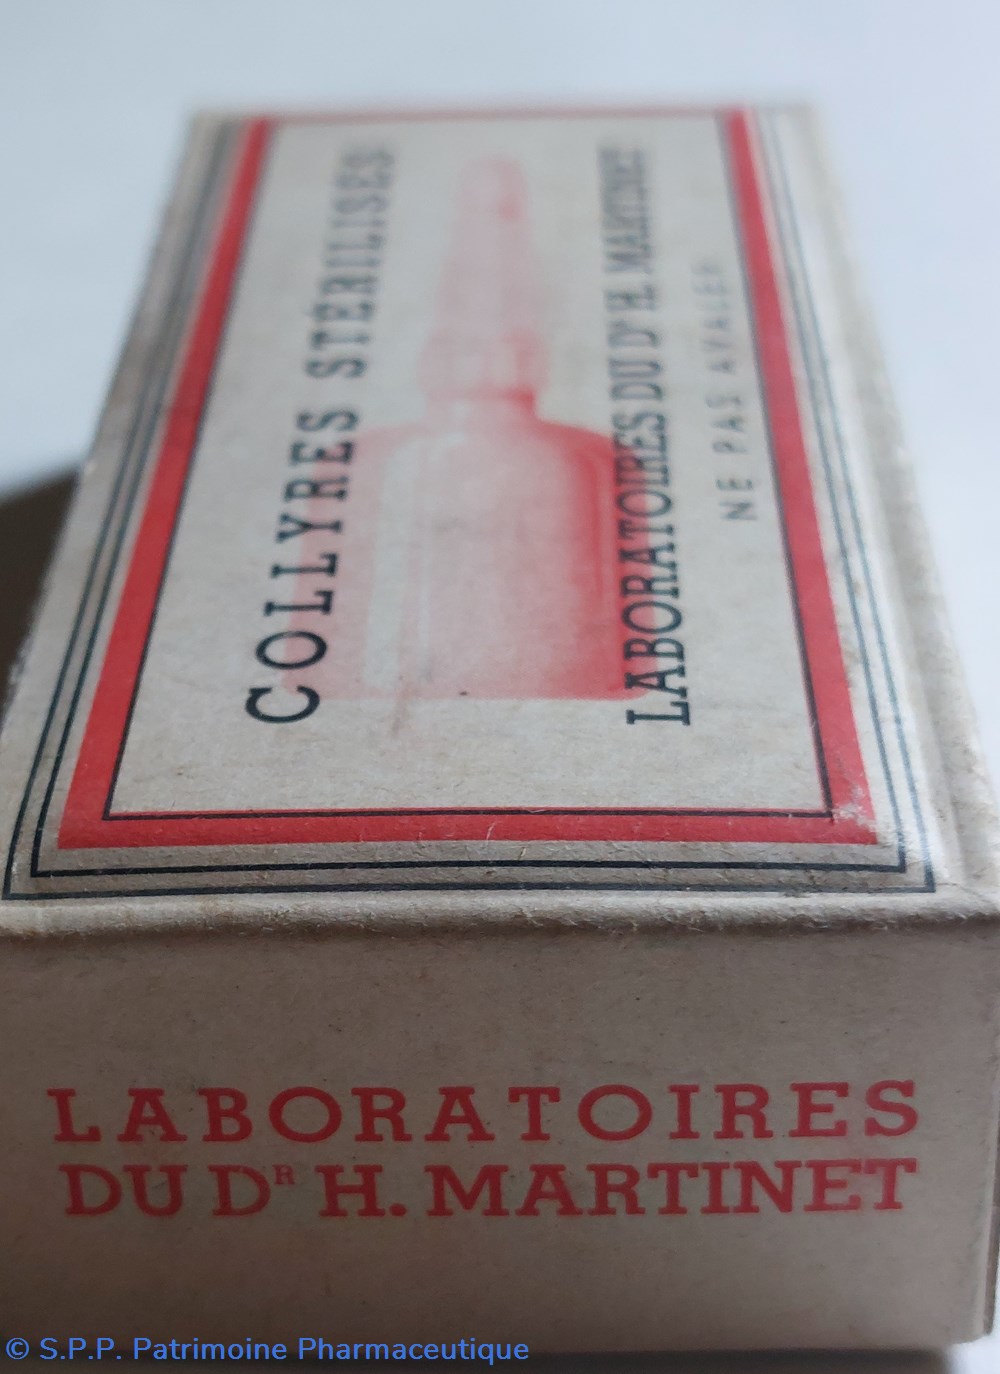 COLLYRES STÉRILISÉS
LABORATOIRES DU DR H. MARTINET
NE PAS AVALER
LABORATOIRES
DU DR H. MARTINET
© S.P.P. Patrimoine Pharmaceutique